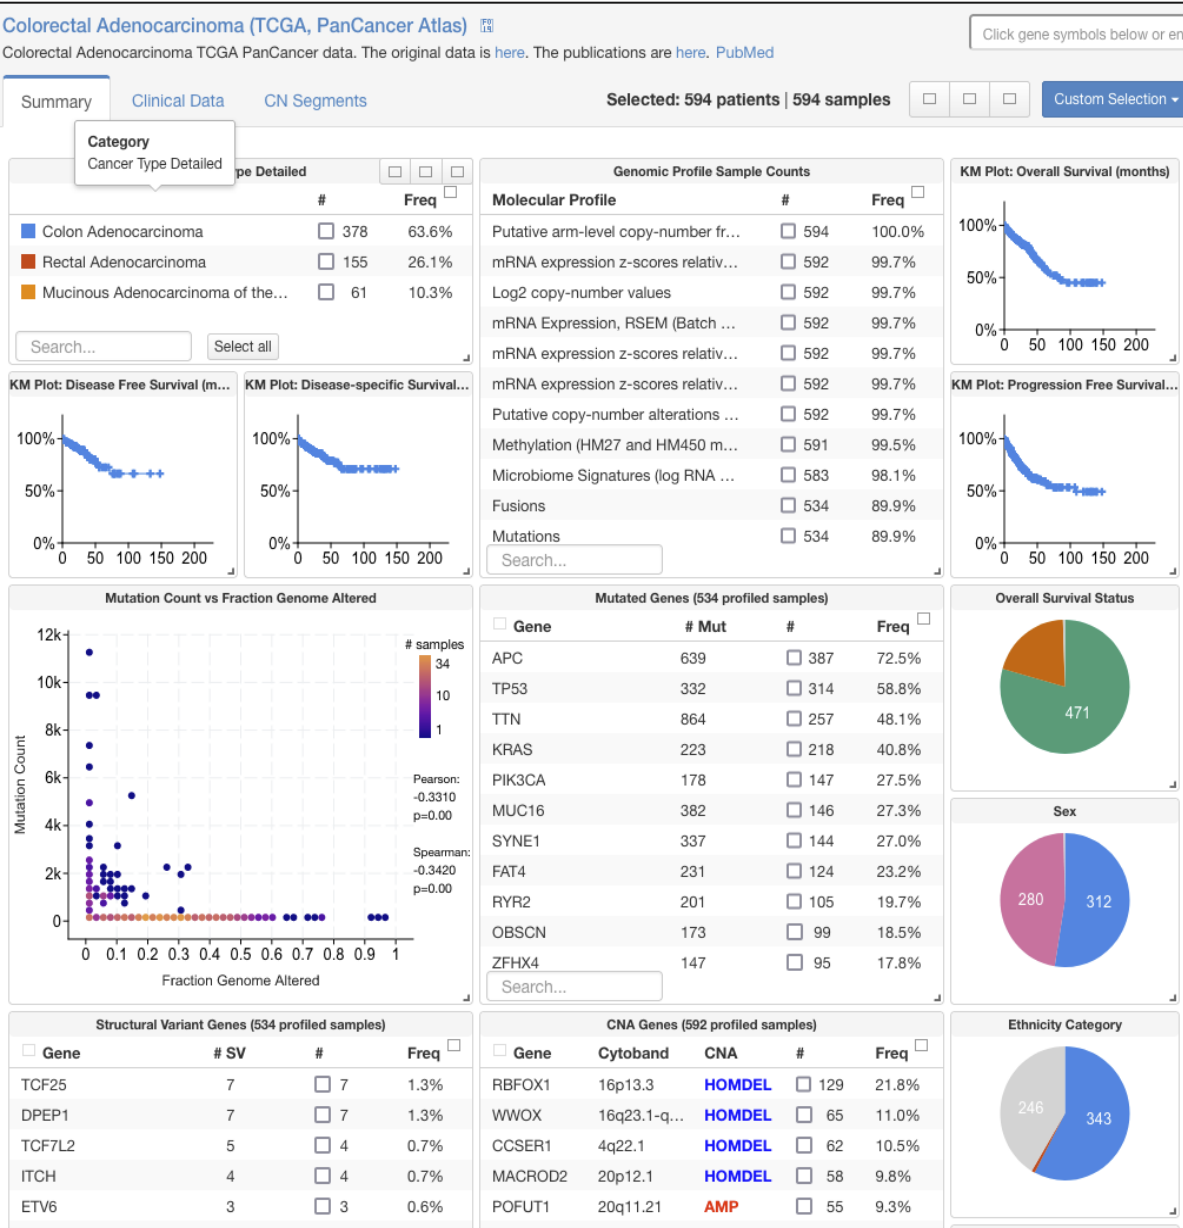 Colorectal Adenocarcinoma (TCGA, PanCancer Atlas)
Click gene symbols below or en
Colorectal Adenocarcinoma TCGA PanCancer data. The original data is here. The publications are here. PubMed
Summary Clinical Data CN Segments Selected: 594 patients | 594 samples Custom Selection
Category
Cancer Type Detailed
pe Detailed
# Freq
Colon Adenocarcinoma 378 63.6%
Rectal Adenocarcinoma 155 26.1%
Mucinous Adenocarcinoma of the... 61 10.3%
Search... Select all
Genomic Profile Sample Counts
Molecular Profile # Freq
Putative arm-level copy-number fr... 594 100.0%
mRNA expression z-scores relativ... 592 99.7%
Log2 copy-number values 592 99.7%
mRNA Expression, RSEM (Batch ... 592 99.7%
mRNA expression z-scores relativ... 592 99.7%
mRNA expression z-scores relativ... 592 99.7%
Putative copy-number alterations ... 592 99.7%
Methylation (HM27 and HM450 m... 591 99.5%
Microbiome Signatures (log RNA ... 583 98.1%
Fusions 534 89.9%
Mutations 534 89.9%
Search...
KM Plot: Overall Survival (months)
100%
50%
0%
0 50 100 150 200
KM Plot: Disease Free Survival (m...
100%
50%
0%
0 50 100 150 200
KM Plot: Disease-specific Survival...
100%
50%
0%
0 50 100 150 200
KM Plot: Progression Free Survival...
100%
50%
0%
0 50 100 150 200
Mutation Count vs Fraction Genome Altered
12k
10k
8k
6k
4k
2k
0
Mutation Count
0 0.1 0.2 0.3 0.4 0.5 0.6 0.7 0.8 0.9 1
Fraction Genome Altered
# samples
34
10
1
Pearson:
-0.3310
p=0.00
Spearman:
-0.3420
p=0.00
Mutated Genes (534 profiled samples)
Gene # Mut # Freq
APC 639 387 72.5%
TP53 332 314 58.8%
TTN 864 257 48.1%
KRAS 223 218 40.8%
PIK3CA 178 147 27.5%
MUC16 382 146 27.3%
SYNE1 337 144 27.0%
FAT4 231 124 23.2%
RYR2 201 105 19.7%
OBSCN 173 99 18.5%
ZFHX4 147 95 17.8%
Search...
Overall Survival Status
471
Sex
280 312
Structural Variant Genes (534 profiled samples)
Gene # SV # Freq
TCF25 7 7 1.3%
DPEP1 7 7 1.3%
TCF7L2 5 4 0.7%
ITCH 4 4 0.7%
ETV6 3 3 0.6%
CNA Genes (592 profiled samples)
Gene Cytoband CNA # Freq
RBFOX1 16p13.3 HOMDEL 129 21.8%
WWOX 16q23.1-q... HOMDEL 65 11.0%
CCSER1 4q22.1 HOMDEL 62 10.5%
MACROD2 20p12.1 HOMDEL 58 9.8%
POFUT1 20q11.21 AMP 55 9.3%
Ethnicity Category
246 343